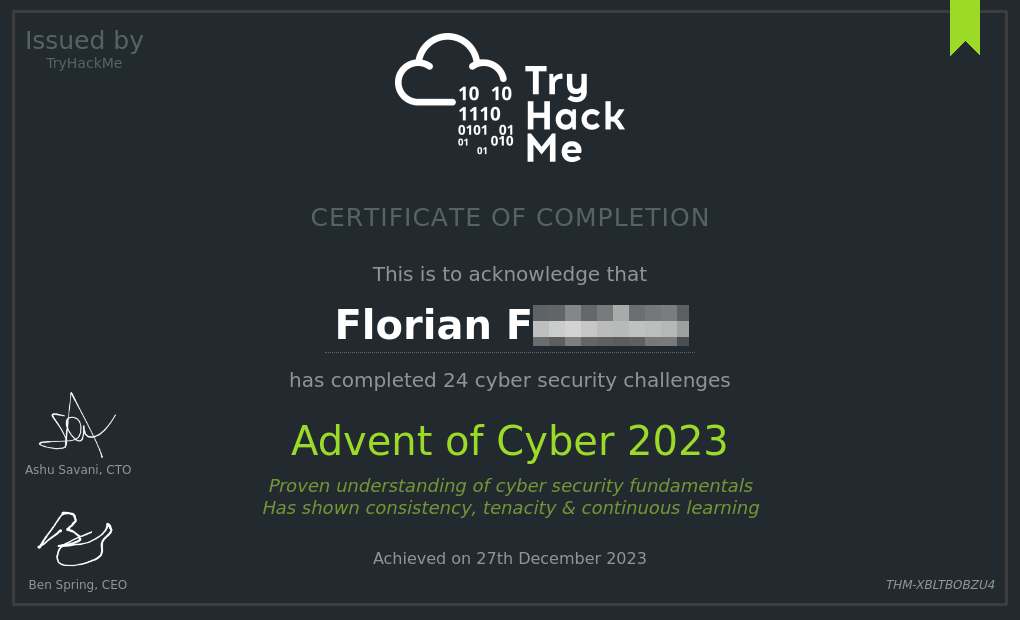 Issued by
TryHackMe
10 10
1110
0101 01
01 010
01
Try
Hack
Me
CERTIFICATE OF COMPLETION
This is to acknowledge that
Florian F
has completed 24 cyber security challenges
Advent of Cyber 2023
Proven understanding of cyber security fundamentals
Has shown consistency, tenacity & continuous learning
Ashu Savani, CTO
Achieved on 27th December 2023
Ben Spring, CEO
THM-XBLTBOBZU4